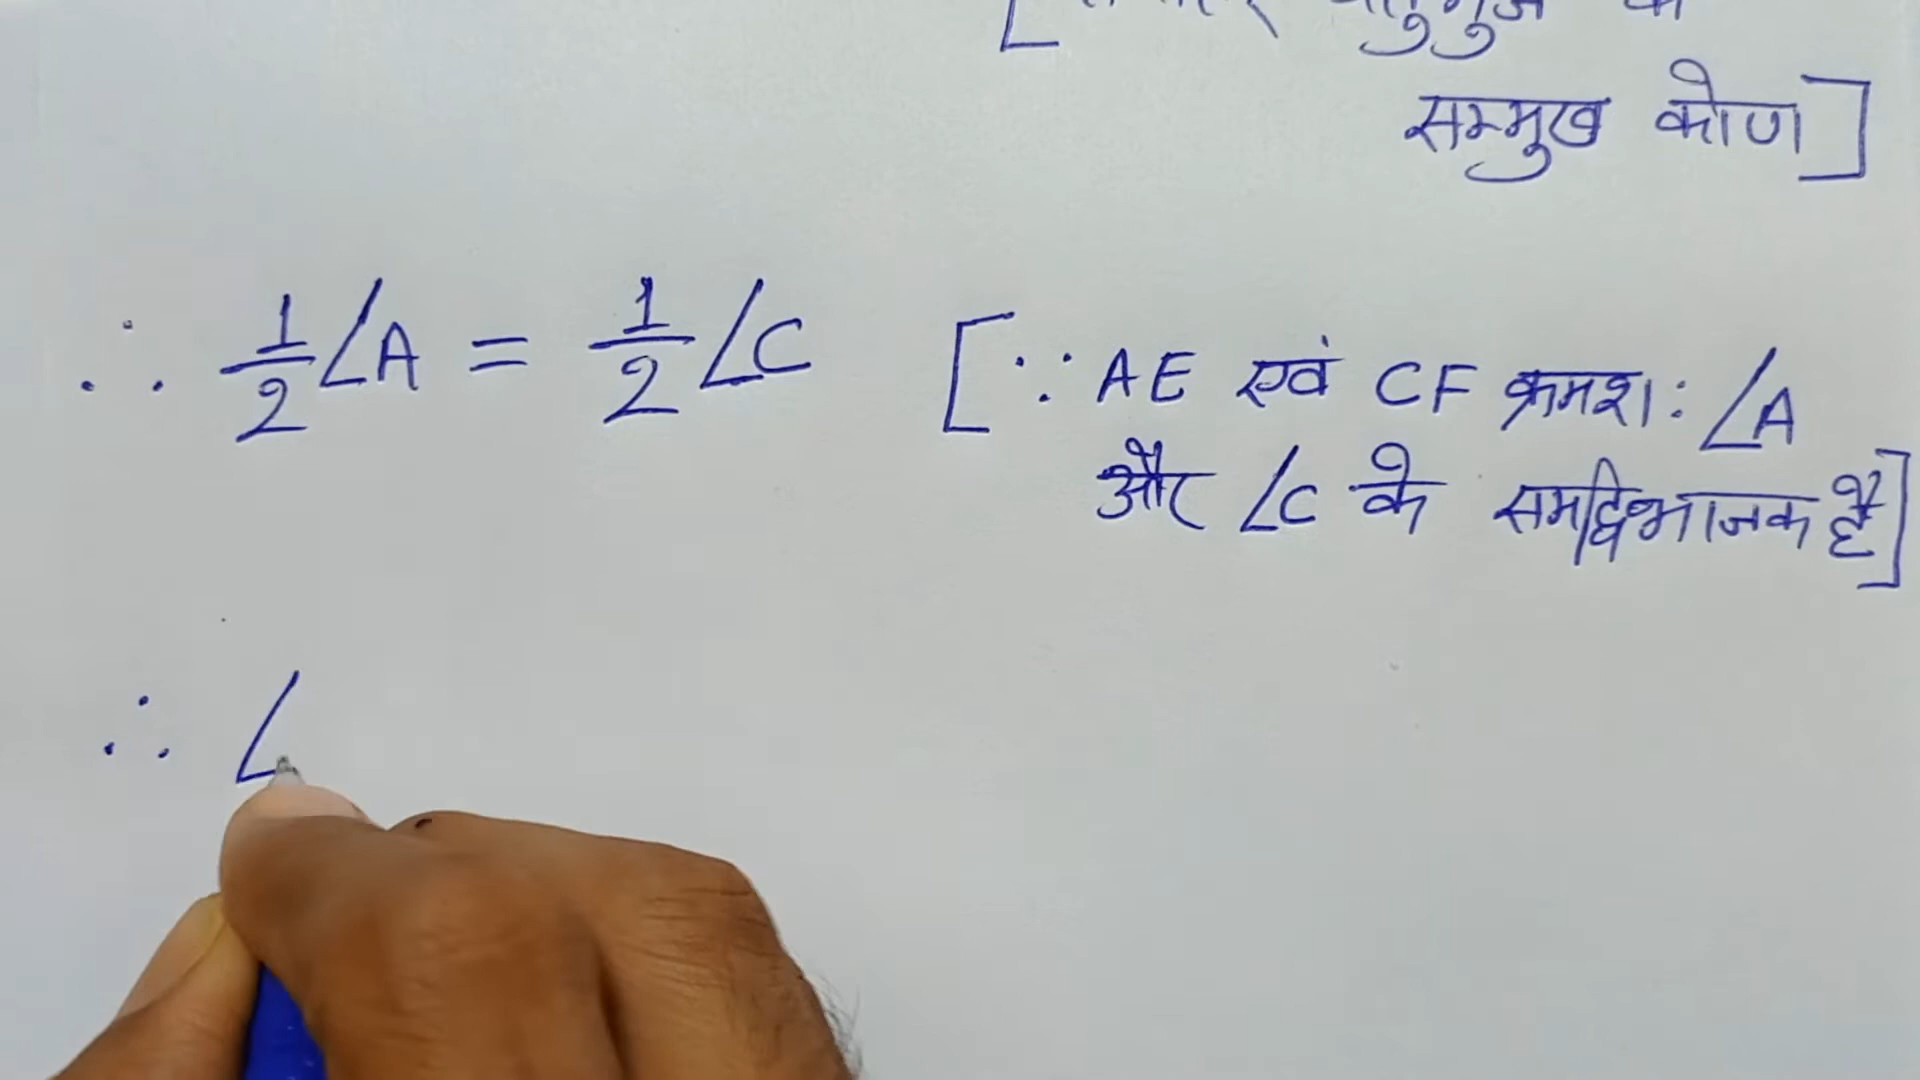 [
सम्मुख कोण]
∴ 1/2 ∠A = 1/2 ∠C [∵ AE एवं CF क्रमशः ∠A
और ∠C के समद्विभाजक है]
∴ ∠